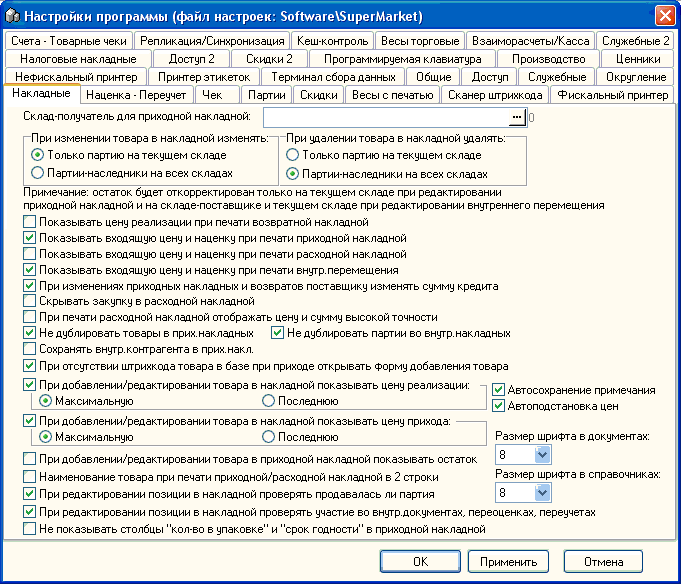 Настройки программы (файл настроек: Software\SuperMarket)
Счета - Товарные чеки Репликация/Синхронизация Кеш-контроль Весы торговые Взаиморасчеты/Касса Служебные 2
Налоговые накладные Доступ 2 Скидки 2 Программируемая клавиатура Производство Ценники
Нефискальный принтер Принтер этикеток Терминал сбора данных Общие Доступ Служебные Округление
Накладные Наценка - Переучет Чек Партии Скидки Весы с печатью Сканер штрихкода Фискальный принтер
Склад-получатель для приходной накладной: ... 0
При изменении товара в накладной изменять: При удалении товара в накладной удалять:
Только партию на текущем складе Только партию на текущем складе
Партии-наследники на всех складах Партии-наследники на всех складах
Примечание: остаток будет откорректирован только на текущем складе при редактировании
приходной накладной и на складе-поставщике и текущем складе при редактировании внутреннего перемещения
Показывать цену реализации при печати возвратной накладной
Показывать входящую цену и наценку при печати приходной накладной
Показывать входящую цену и наценку при печати расходной накладной
Показывать входящую цену и наценку при печати внутр.перемещения
При изменениях приходных накладных и возвратов поставщику изменять сумму кредита
Скрывать закупку в расходной накладной
При печати расходной накладной отображать цену и сумму высокой точности
Не дублировать товары в прих.накладных Не дублировать партии во внутр.накладных
Сохранять внутр.контрагента в прих.накл.
При отсутствии штрихкода товара в базе при приходе открывать форму добавления товара
При добавлении/редактировании товара в накладной показывать цену реализации: Автосохранение примечания
Максимальную Последнюю Автоподстановка цен
При добавлении/редактировании товара в накладной показывать цену прихода:
Максимальную Последнюю Размер шрифта в документах:
8
При добавлении/редактировании товара в приходной накладной показывать остаток
Наименование товара при печати приходной/расходной накладной в 2 строки Размер шрифта в справочниках:
При редактировании позиции в накладной проверять продавалась ли партия 8
При редактировании позиции в накладной проверять участие во внутр.документах, переоценках, переучетах
Не показывать столбцы "кол-во в упаковке" и "срок годности" в приходной накладной
OK Применить Отмена